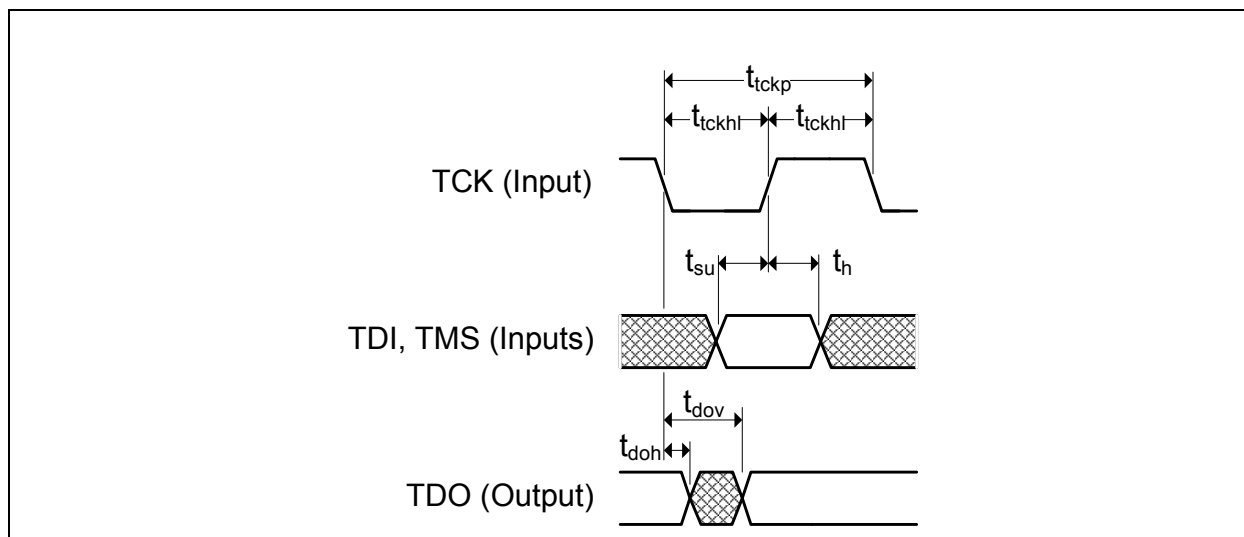 t_tckp
t_tckhl t_tckhl
TCK (Input)
t_su t_h
TDI, TMS (Inputs)
t_dov
t_doh
TDO (Output)